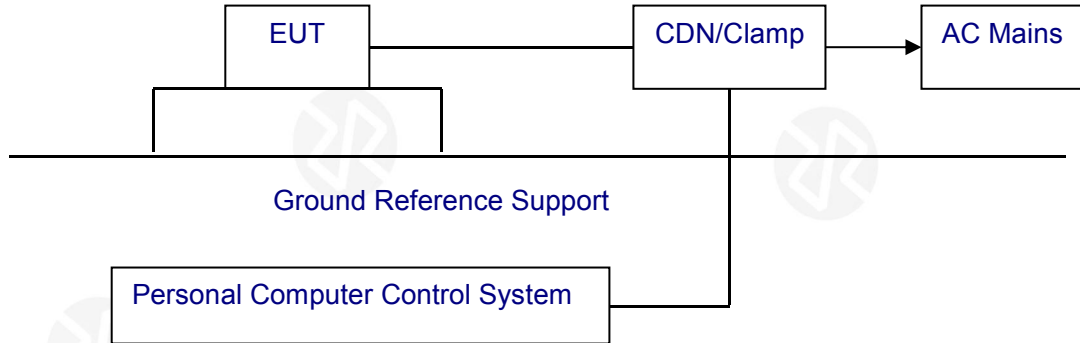 EUT
CDN/Clamp
AC Mains
Ground Reference Support
Personal Computer Control System